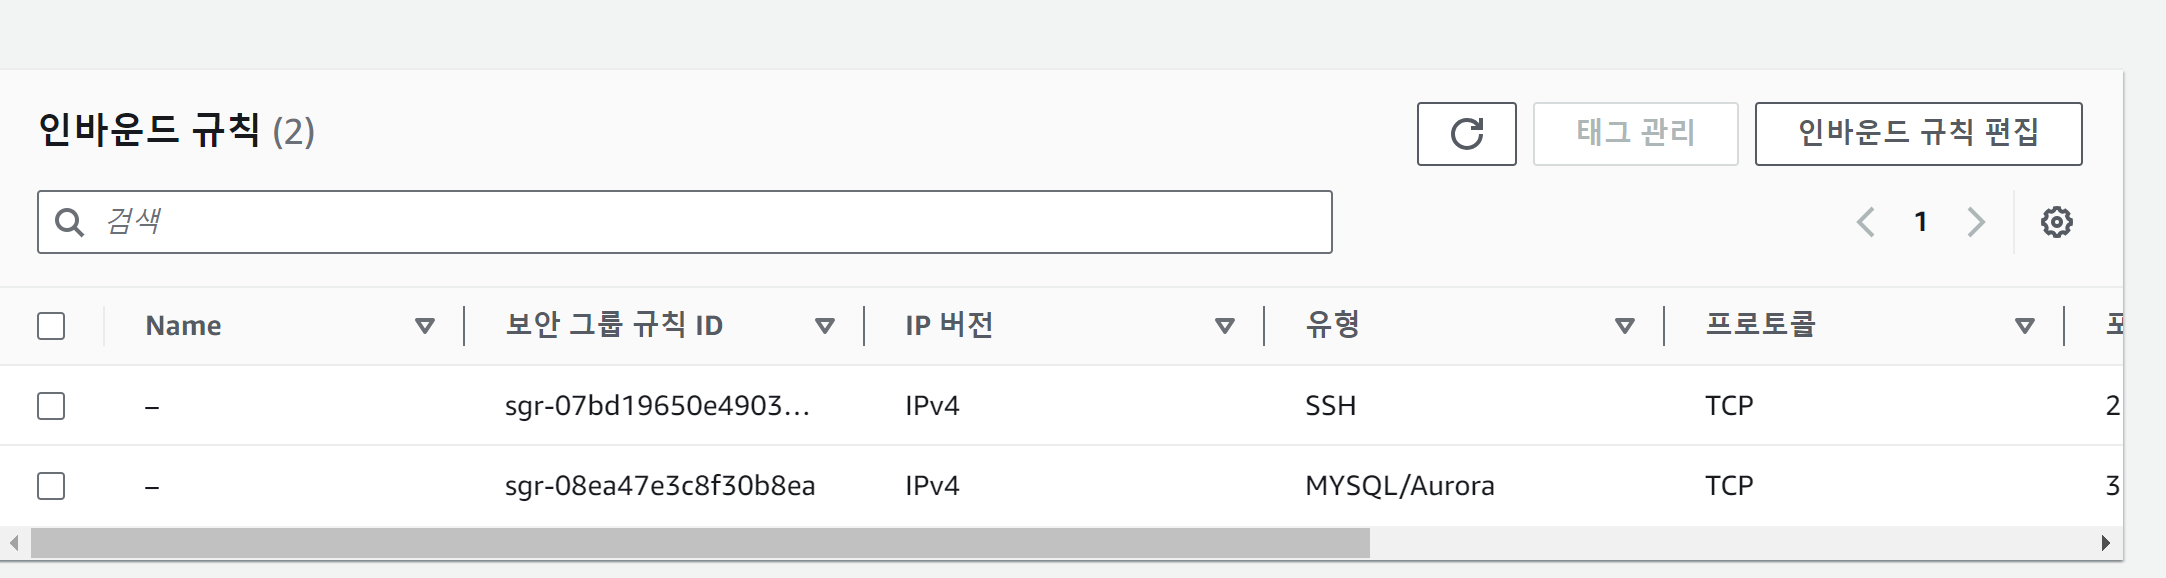 인바운드 규칙 (2)
태그 관리
인바운드 규칙 편집
검색
1
Name 보안 그룹 규칙 ID IP 버전 유형 프로토콜
– sgr-07bd19650e4903... IPv4 SSH TCP 2
– sgr-08ea47e3c8f30b8ea IPv4 MYSQL/Aurora TCP 3